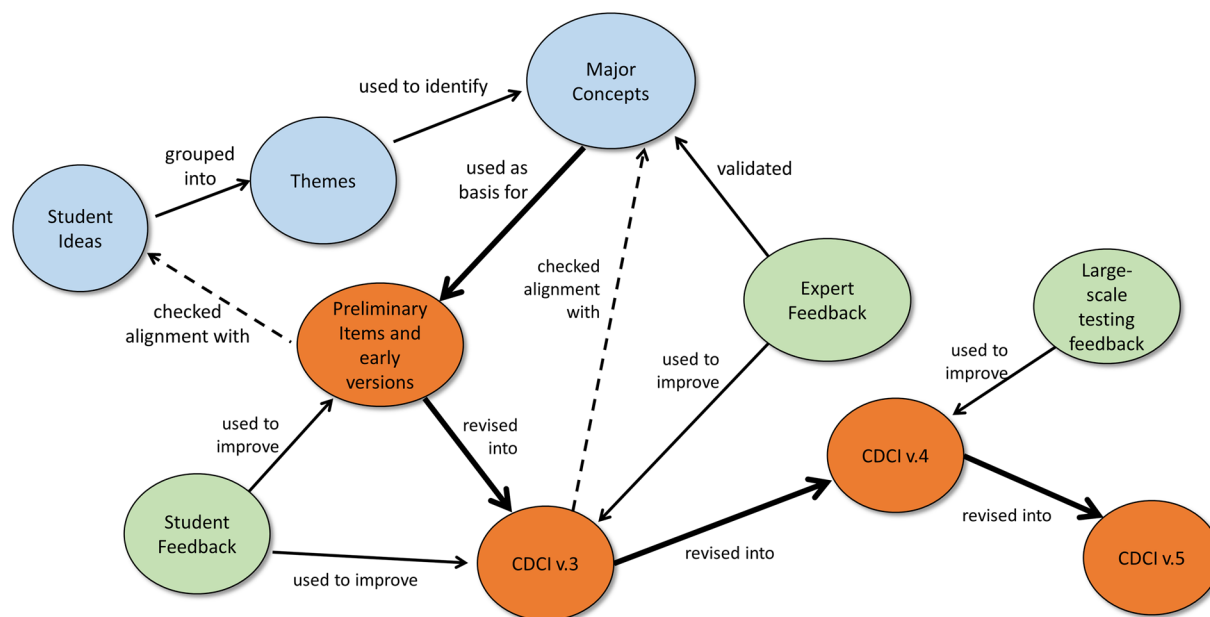 Major
Concepts
used to identify
grouped
into
Themes
used as
basis for
validated
Student
Ideas
checked
alignment with
checked
alignment
with
Expert
Feedback
Large-
scale
testing
feedback
Preliminary
Items and
early
versions
used to
improve
used to
improve
used to
improve
revised
into
CDCI v.4
Student
Feedback
used to improve
CDCI v.3
revised into
revised into
CDCI v.5